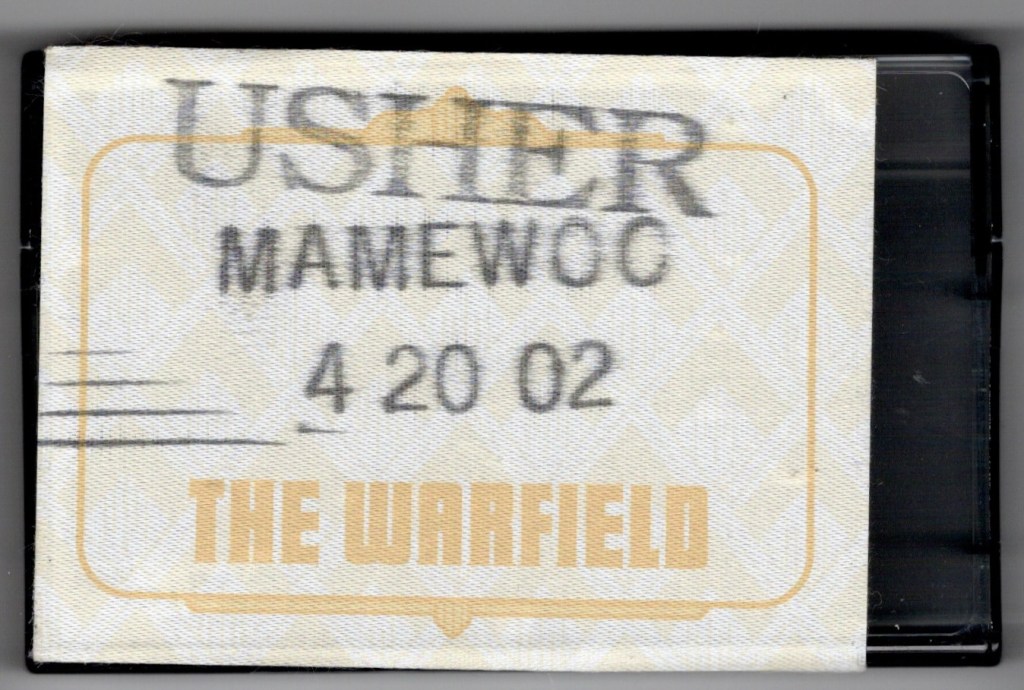 USHER
MAMEWOC
4 20 02
THE WARFIELD